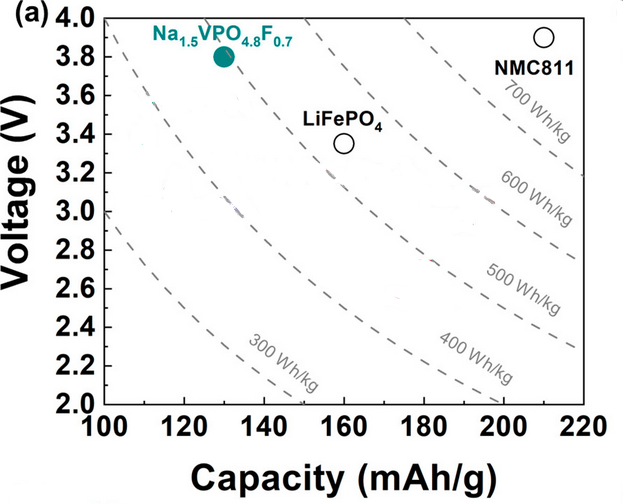 (a)
4.0
3.8
3.6
3.4
3.2
3.0
2.8
2.6
2.4
2.2
2.0
Voltage (V)
Na₁.₅VPO₄.₈F₀.₇
NMC811
LiFePO₄
700 Wh/kg
600 Wh/kg
500 Wh/kg
400 Wh/kg
300 Wh/kg
100 120 140 160 180 200 220
Capacity (mAh/g)